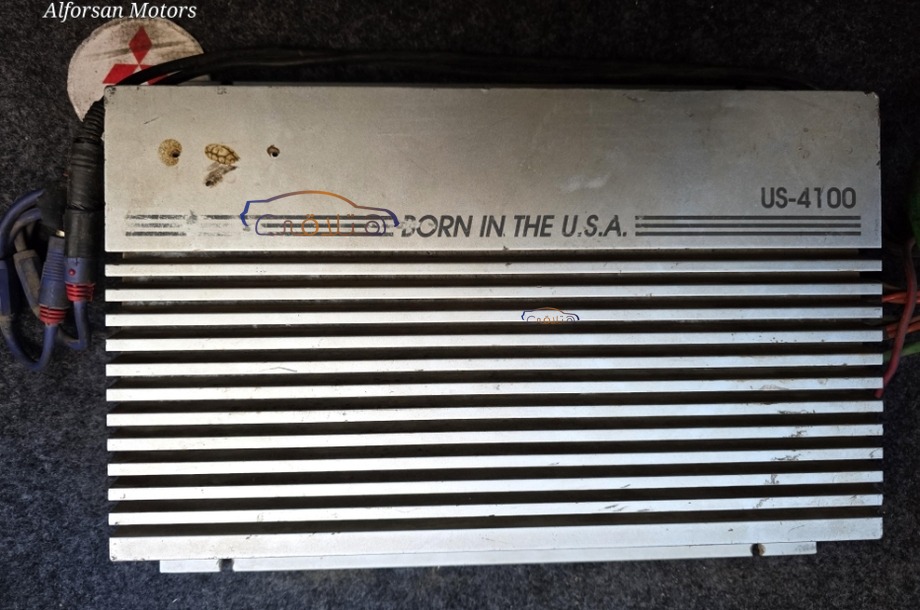 Alforsan Motors
US-4100
BORN IN THE U.S.A.